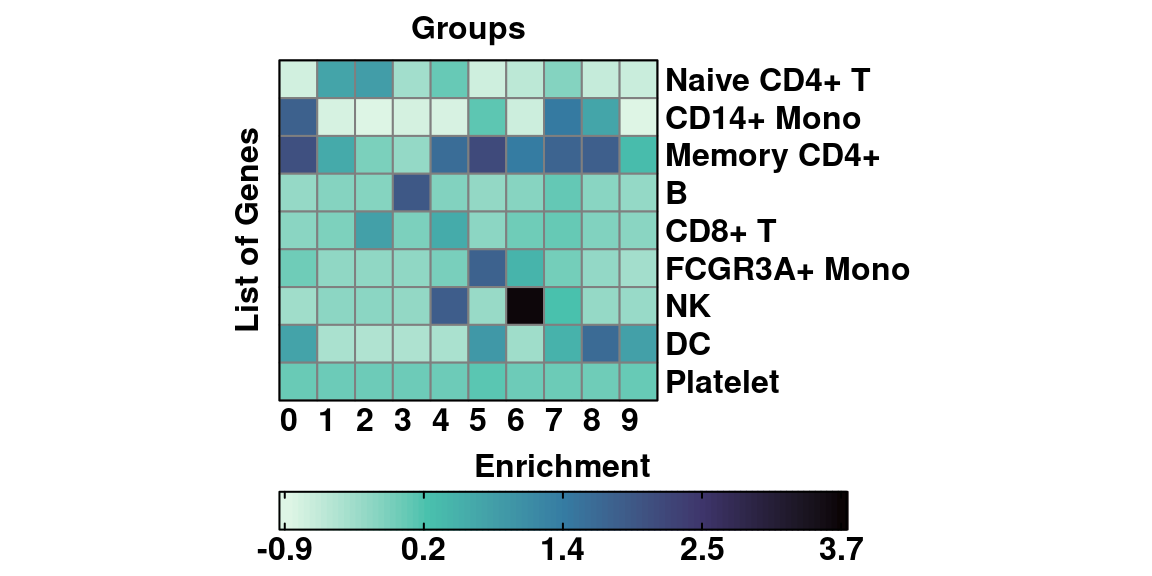 Groups
List of Genes
Naive CD4+ T
CD14+ Mono
Memory CD4+
B
CD8+ T
FCGR3A+ Mono
NK
DC
Platelet
0 1 2 3 4 5 6 7 8 9
Enrichment
-0.9 0.2 1.4 2.5 3.7